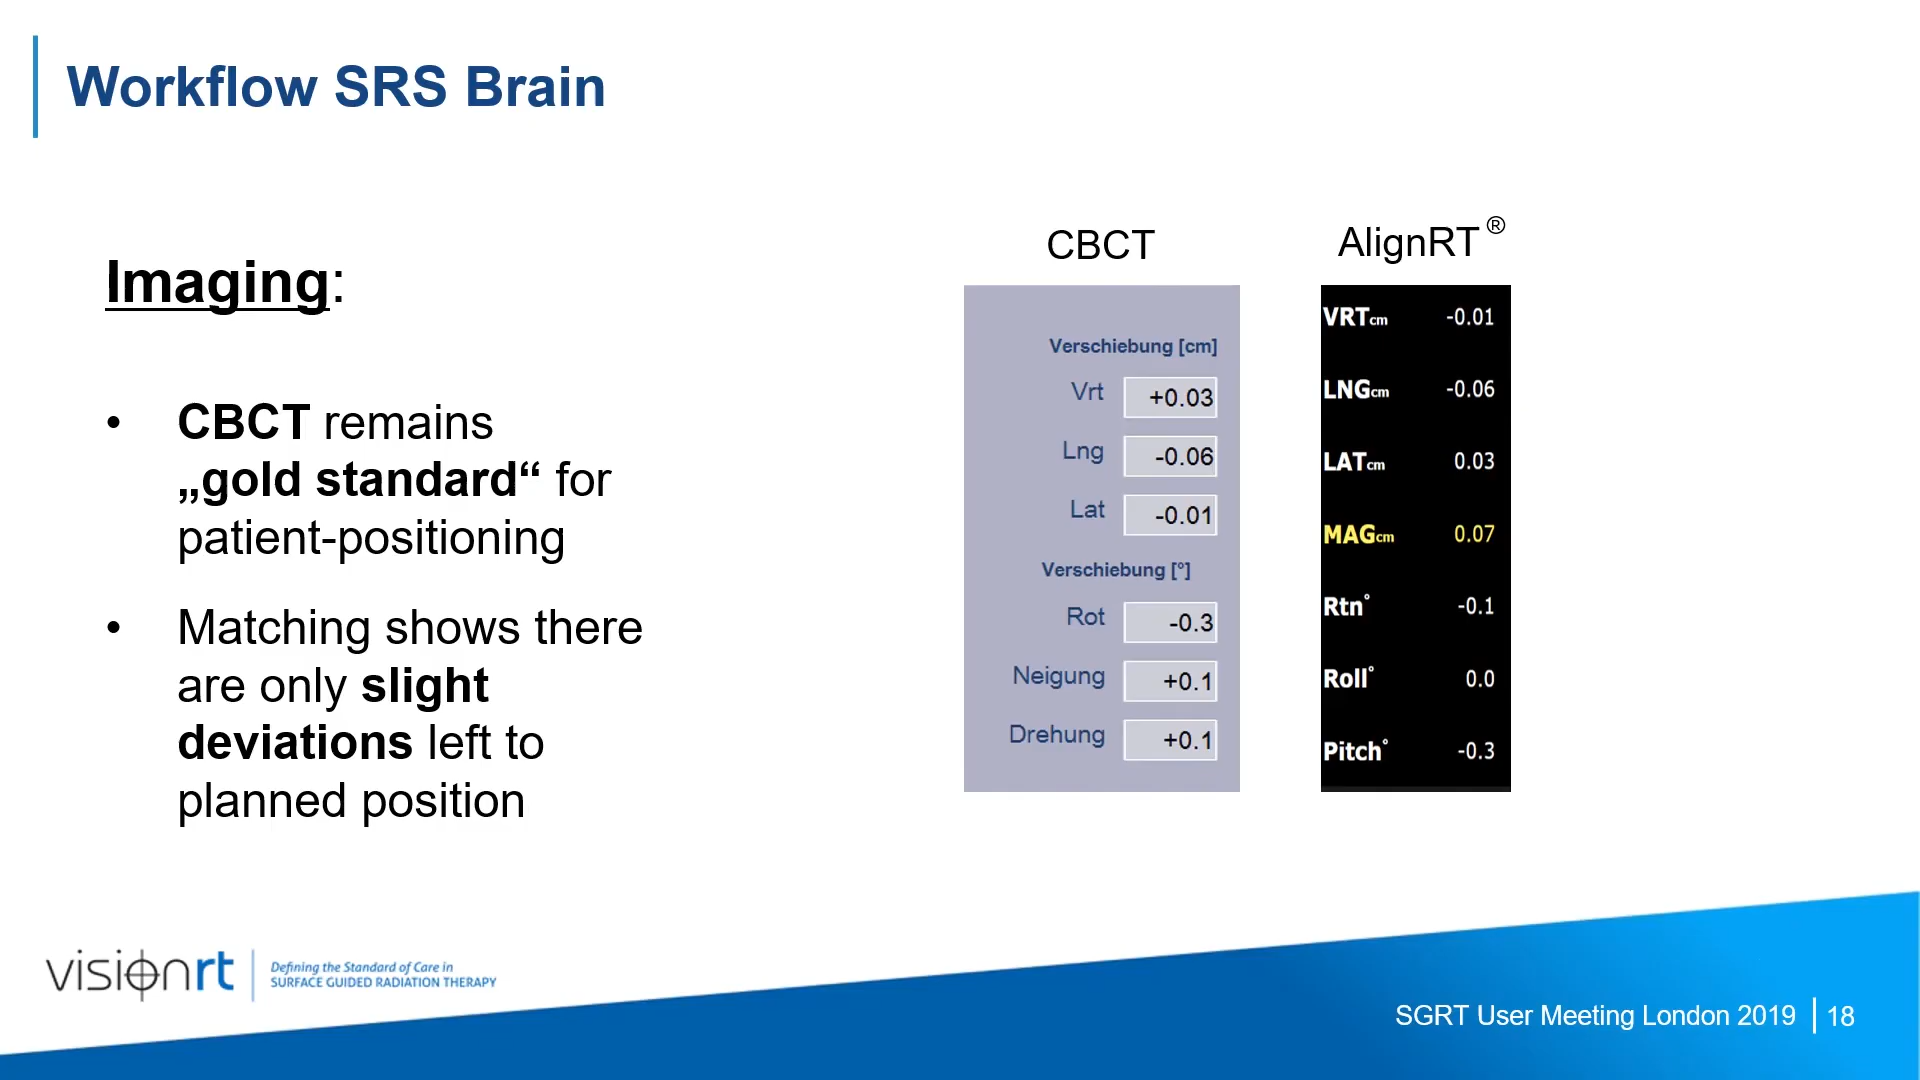 Workflow SRS Brain
Imaging:
• CBCT remains
„gold standard“ for
patient-positioning
• Matching shows there
are only slight
deviations left to
planned position
CBCT
Verschiebung [cm]
Vrt +0.03
Lng -0.06
Lat -0.01
Verschiebung [°]
Rot -0.3
Neigung +0.1
Drehung +0.1
AlignRT®
VRTcm -0.01
LNGcm -0.06
LATcm 0.03
MAGcm 0.07
Rtn° -0.1
Roll° 0.0
Pitch° -0.3
visionrt
Defining the Standard of Care in
SURFACE GUIDED RADIATION THERAPY
SGRT User Meeting London 2019 | 18